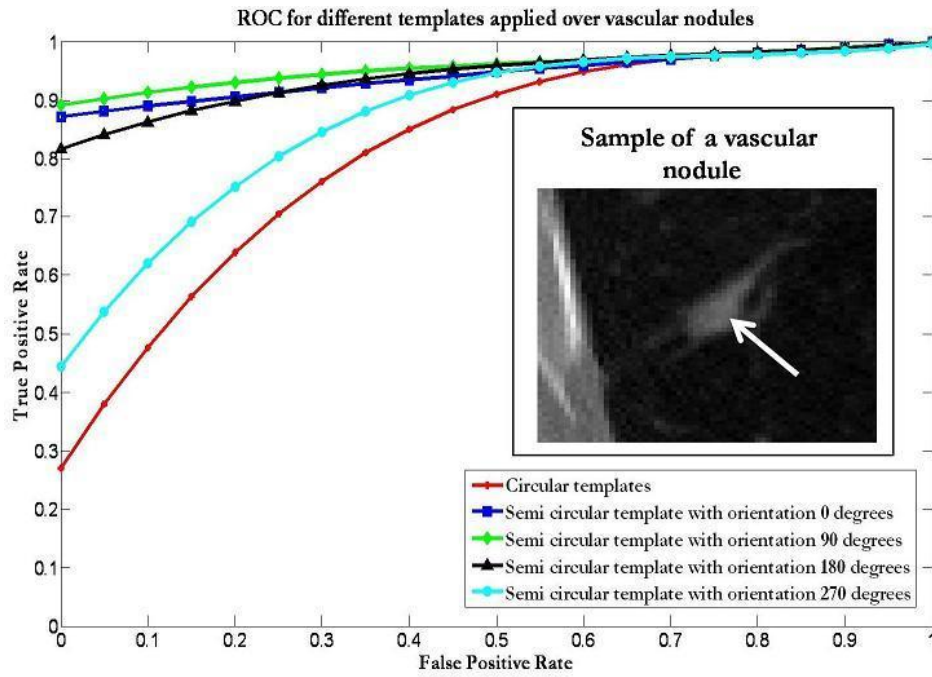 ROC for different templates applied over vascular nodules
1
0.9
0.8
0.7
0.6
0.5
0.4
0.3
0.2
0.1
0
True Positive Rate
Sample of a vascular
nodule
Circular templates
Semi circular template with orientation 0 degrees
Semi circular template with orientation 90 degrees
Semi circular template with orientation 180 degrees
Semi circular template with orientation 270 degrees
0 0.1 0.2 0.3 0.4 0.5 0.6 0.7 0.8 0.9 1
False Positive Rate